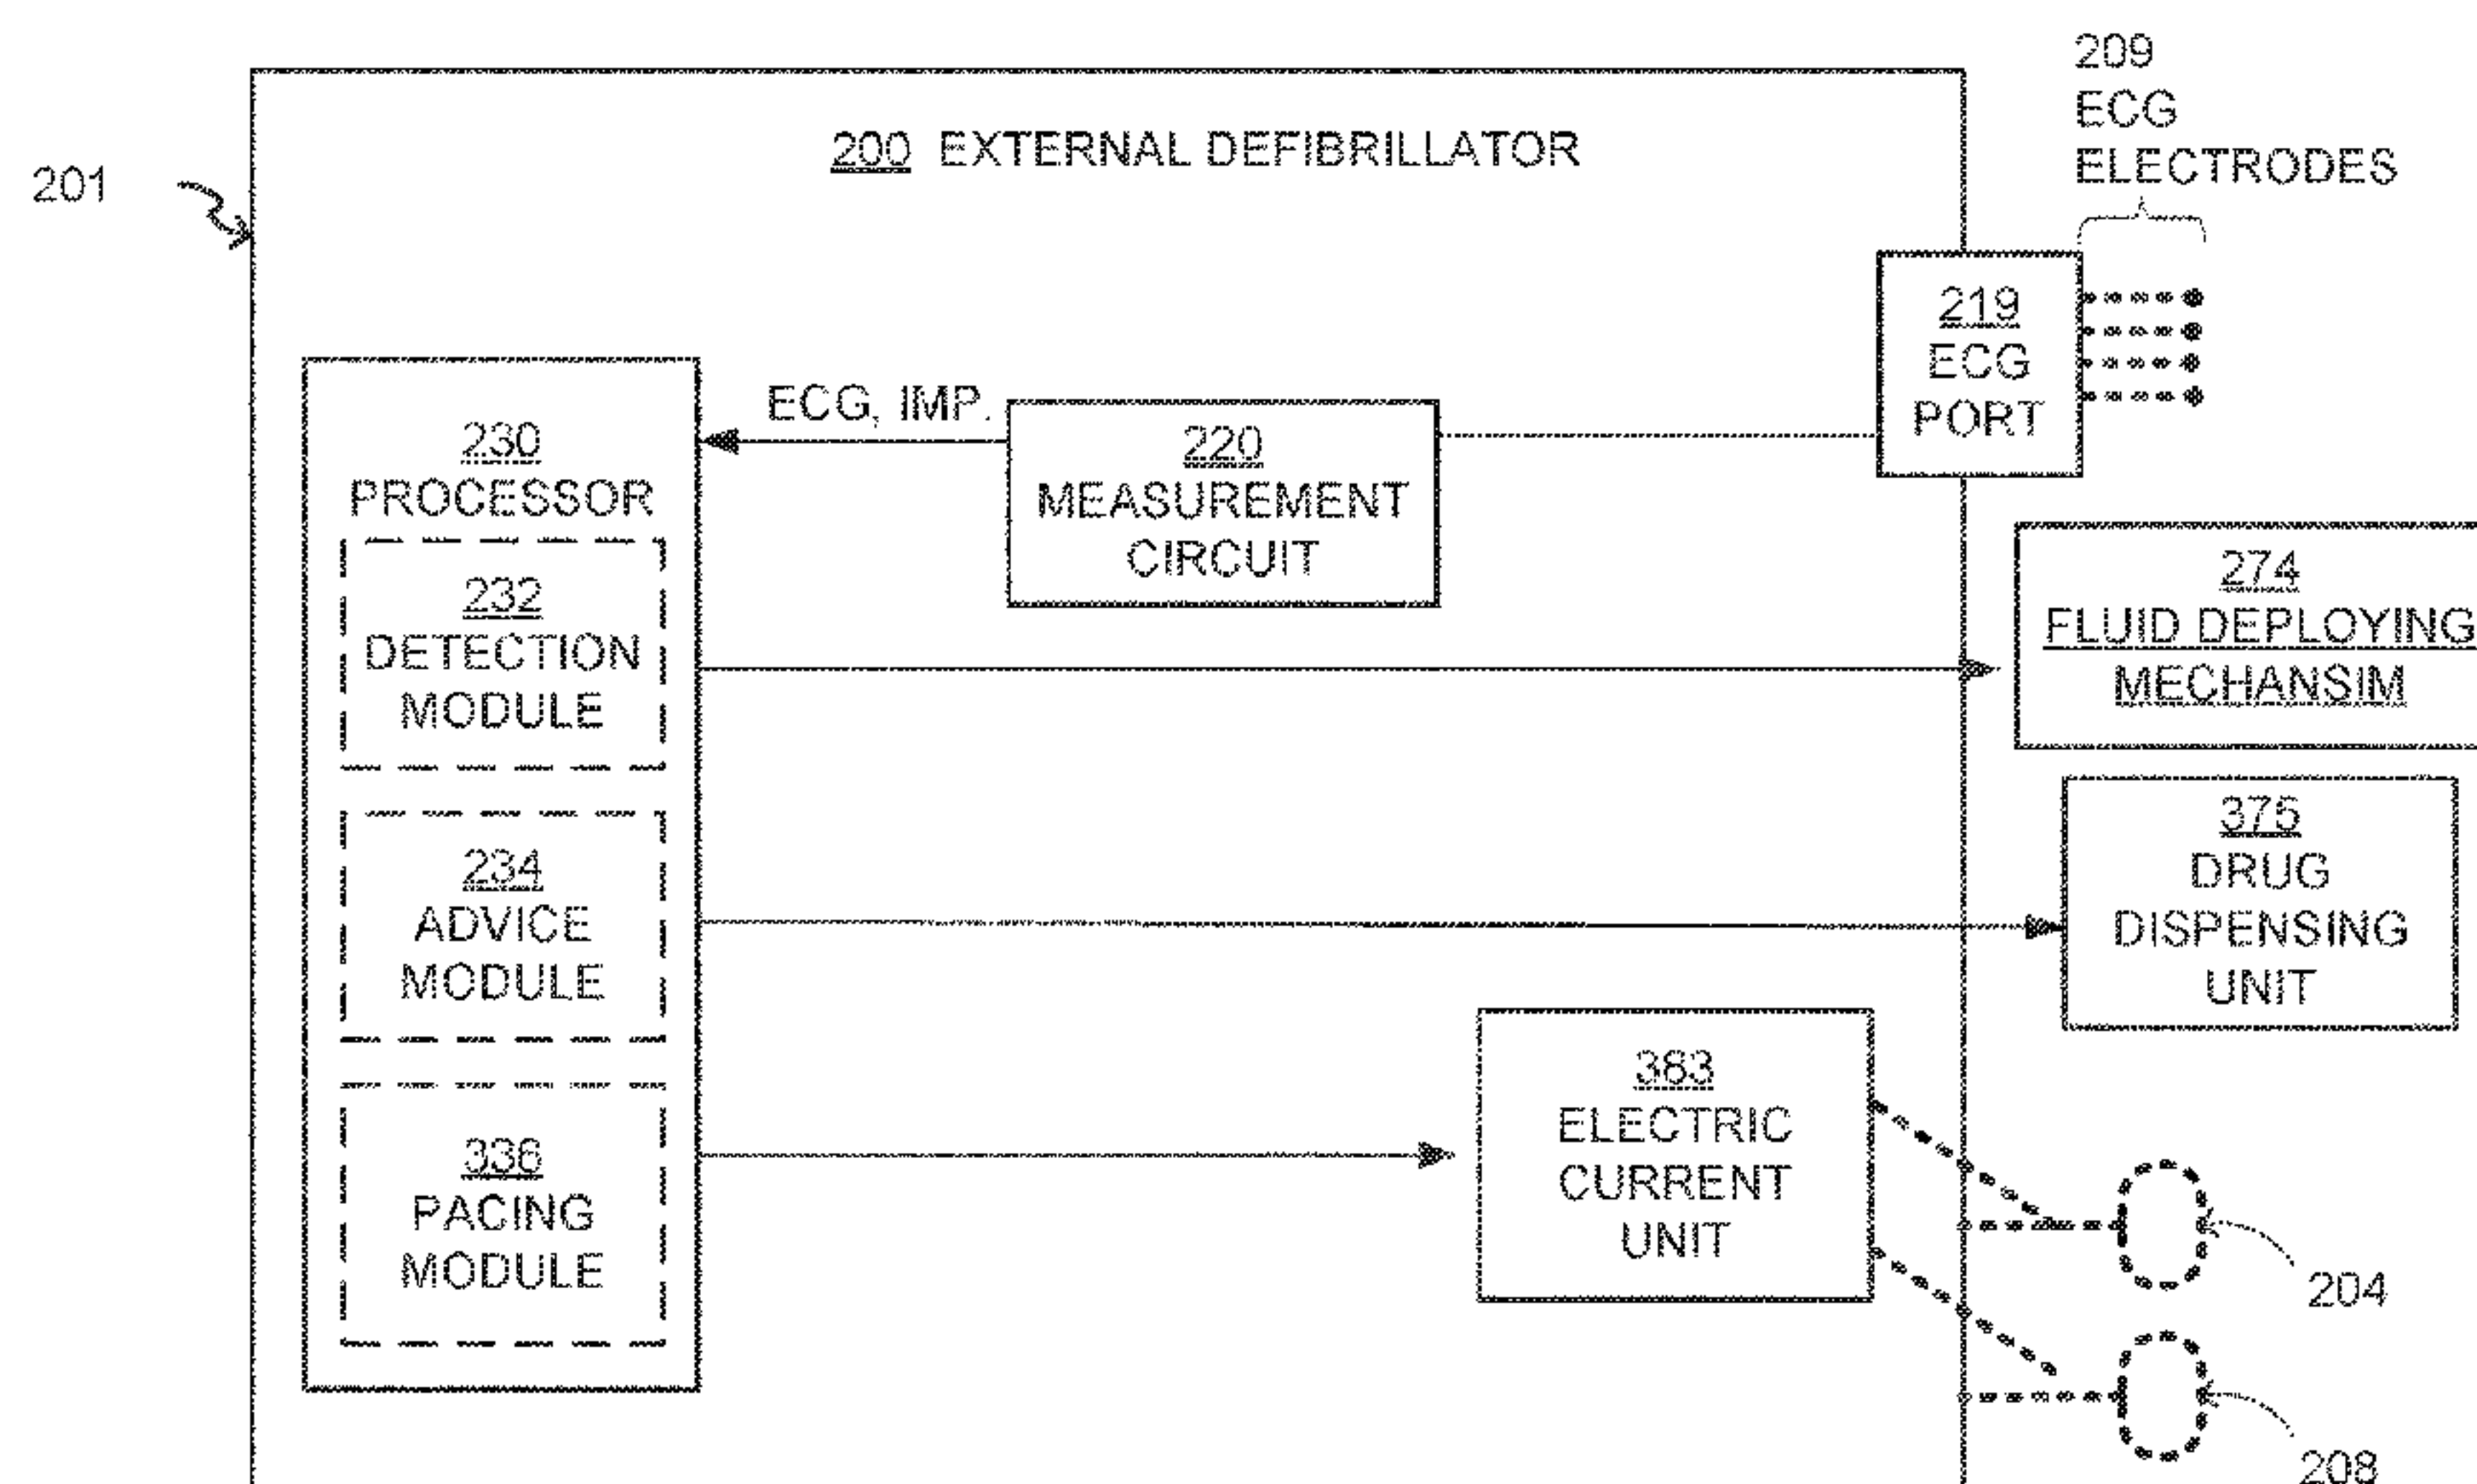 209
ECG
ELECTRODES
200 EXTERNAL DEFIBRILLATOR
201
219
ECG
PORT
ECG, IMP.
220
MEASUREMENT
CIRCUIT
230
PROCESSOR
232
DETECTION
MODULE
274
FLUID DEPLOYING
MECHANSIM
375
DRUG
DISPENSING
UNIT
234
ADVICE
MODULE
383
ELECTRIC
CURRENT
UNIT
336
PACING
MODULE
204
208